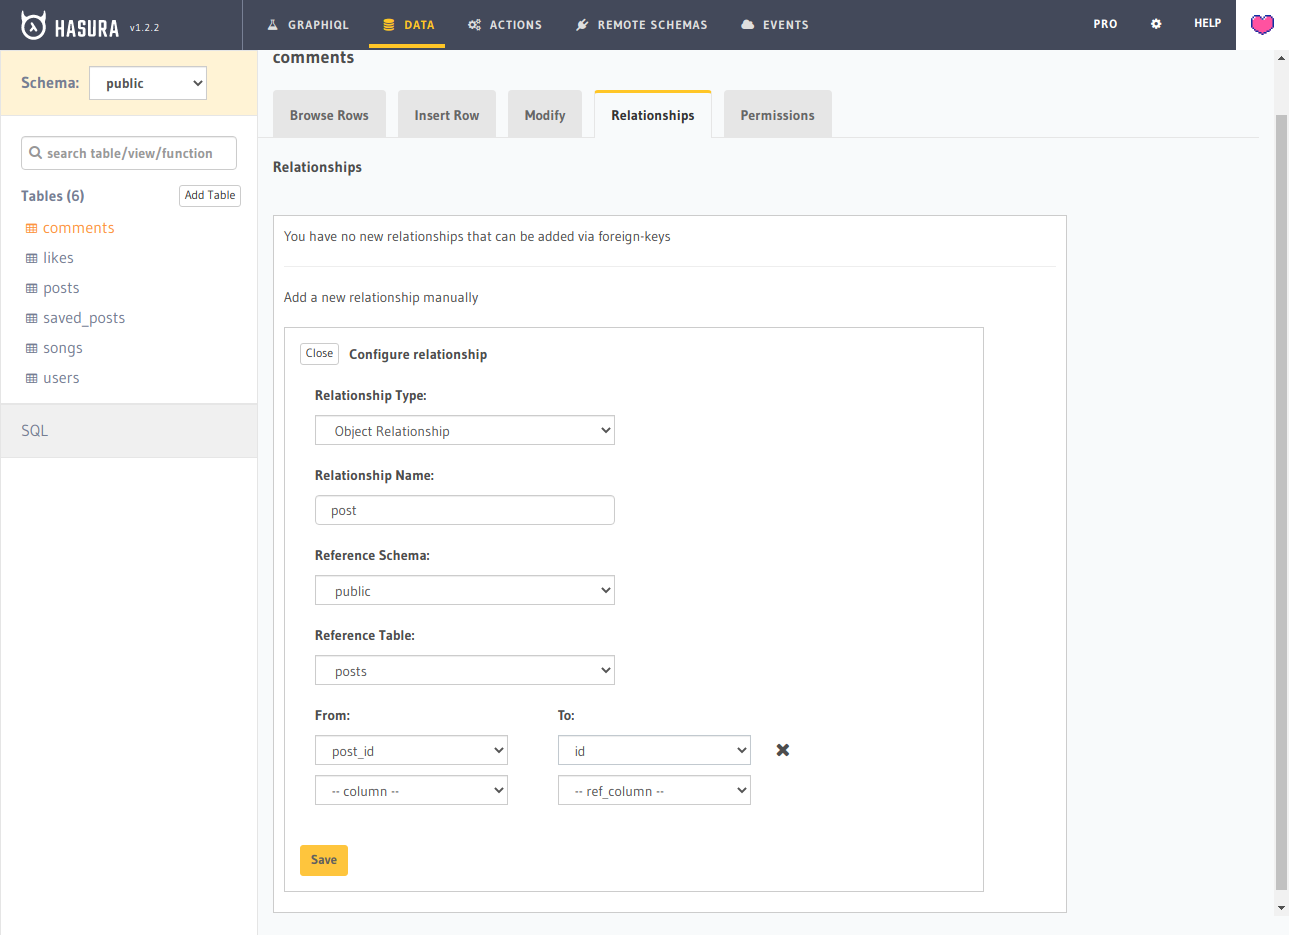 HASURA v1.2.2 GRAPHIQL DATA ACTIONS REMOTE SCHEMAS EVENTS PRO HELP
Schema: public
search table/view/function
Tables (6) Add Table
comments
likes
posts
saved_posts
songs
users
SQL
comments
Browse Rows Insert Row Modify Relationships Permissions
Relationships
You have no new relationships that can be added via foreign-keys
Add a new relationship manually
Close Configure relationship
Relationship Type:
Object Relationship
Relationship Name:
post
Reference Schema:
public
Reference Table:
posts
From: To:
post_id id
-- column -- -- ref_column --
Save